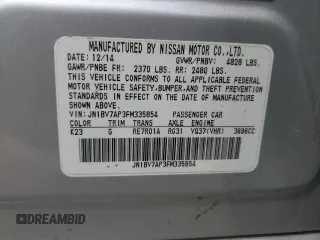 MANUFACTURED BY NISSAN MOTOR CO.,LTD.
DATE: 12/14 GVWR/PNBV: 4828 LBS.
GAWR/PNBE FR: 2370 LBS. RR: 2480 LBS.
THIS VEHICLE CONFORMS TO ALL APPLICABLE FEDERAL
MOTOR VEHICLE SAFETY,BUMPER,AND THEFT PREVENTION
STANDARDS IN EFFECT ON THE DATE OF MANUFACTURE
SHOWN ABOVE.
JN1BV7AP3FM335854 PASSENGER CAR
COLOR TRIM TRANS AXLE ENGINE
K23 G RE7R01A RG31 VQ37(VHR) 3696CC
JN1BV7AP3FM335854
DREAMBID
AUTOASTAT.COM